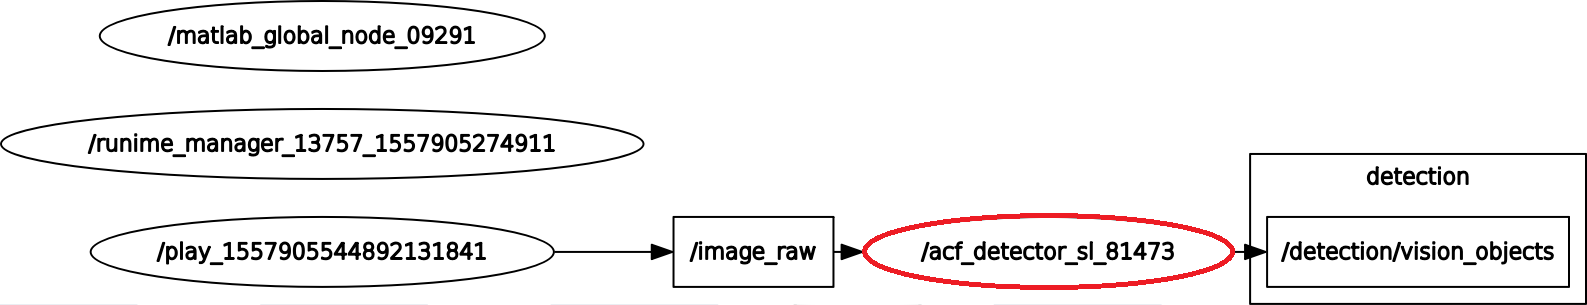 /matlab_global_node_09291
/runime_manager_13757_1557905274911
detection
/play_1557905544892131841
/image_raw
/acf_detector_sl_81473
/detection/vision_objects